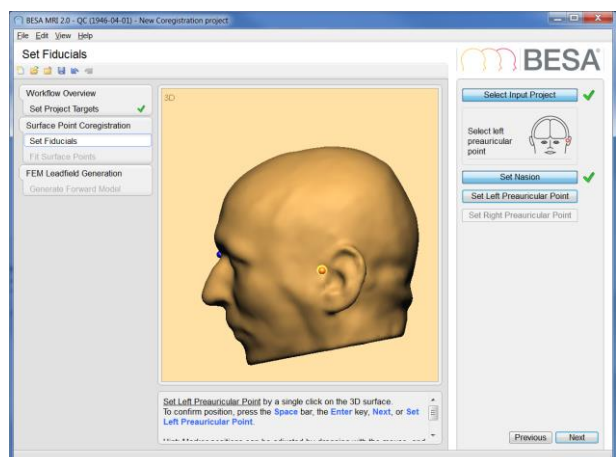 BESA MRI 2.0 - QC (1946-04-01) - New Coregistration project
File Edit View Help
Set Fiducials
BESA®
Workflow Overview
Set Project Targets
Surface Point Coregistration
Set Fiducials
Fit Surface Points
FEM Leadfield Generation
Generate Forward Model
3D
Select Input Project
Select left
preauricular
point
Set Nasion
Set Left Preauricular Point
Set Right Preauricular Point
Set Left Preauricular Point by a single click on the 3D surface.
To confirm position, press the Space bar, the Enter key, Next, or Set
Left Preauricular Point.
Previous Next